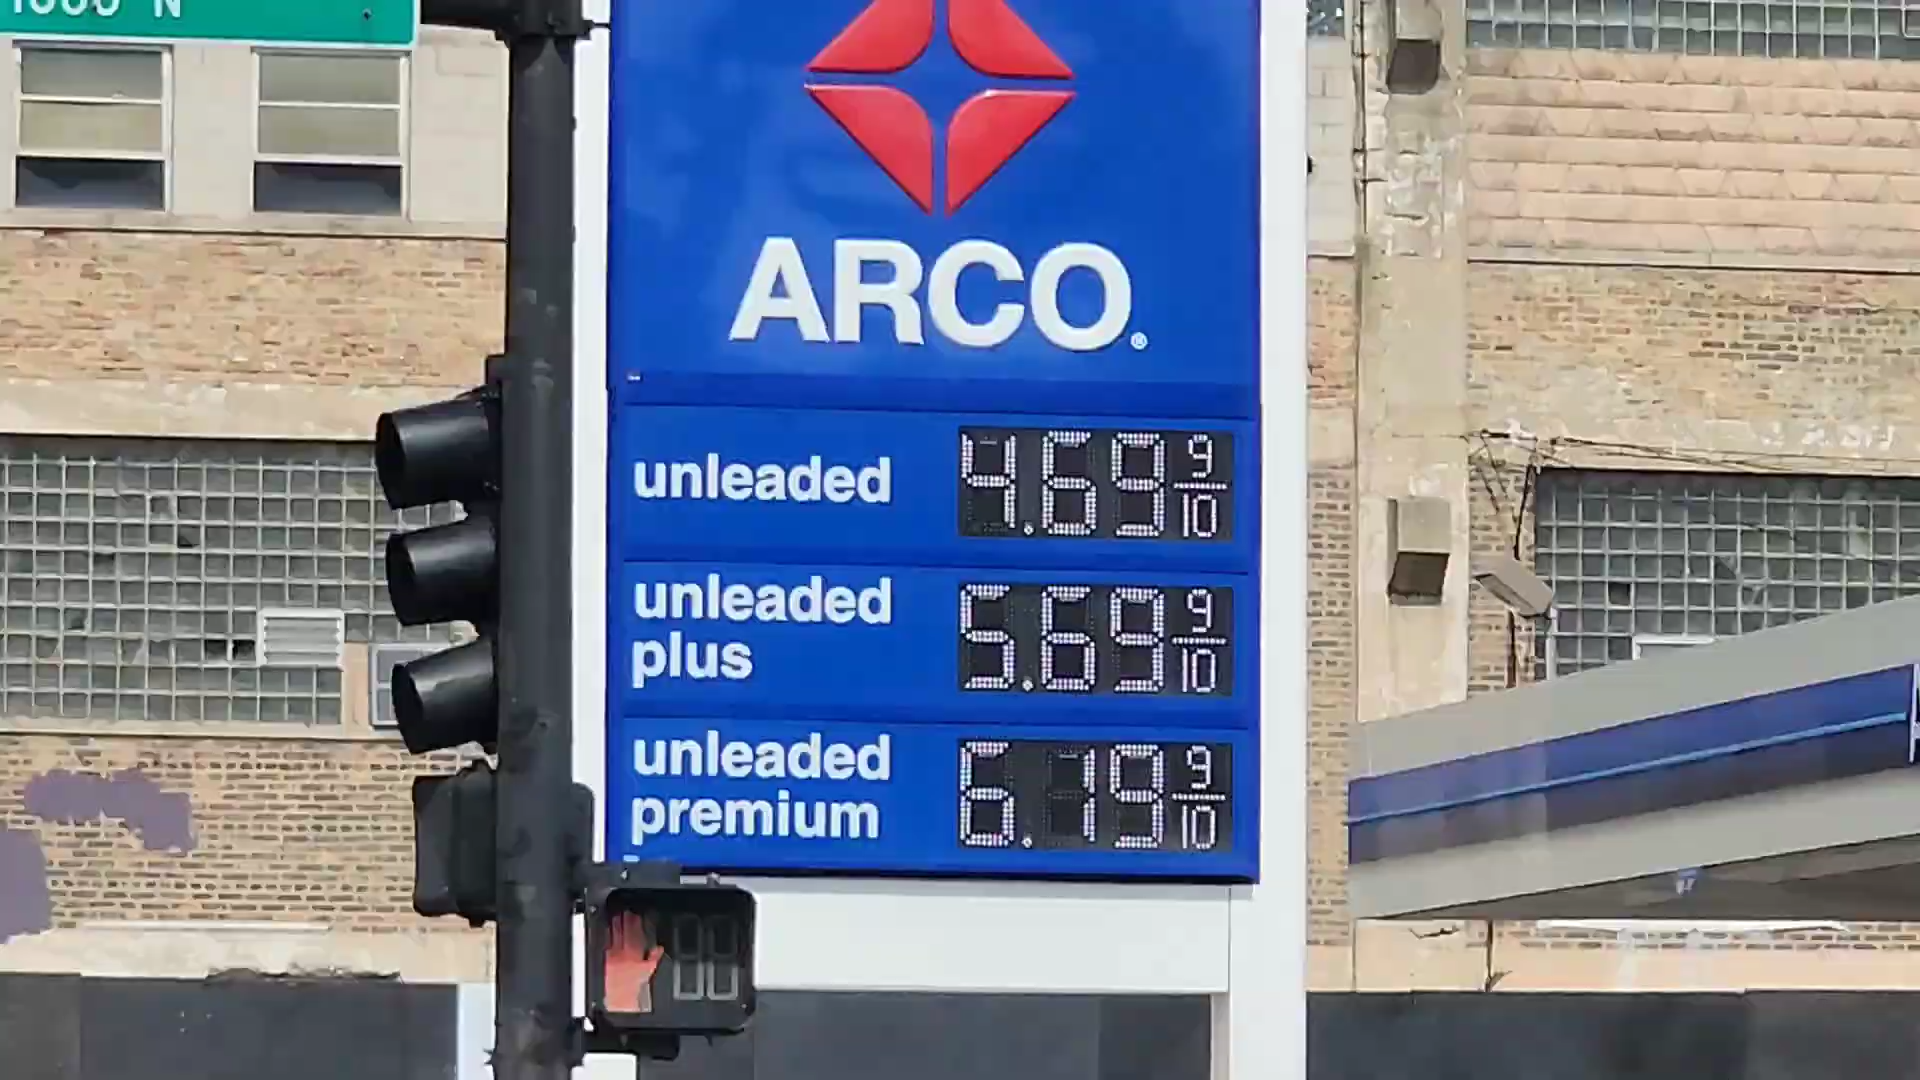 N
ARCO®
unleaded 4.69 9/10
unleaded
plus 5.69 9/10
unleaded
premium 6.19 9/10